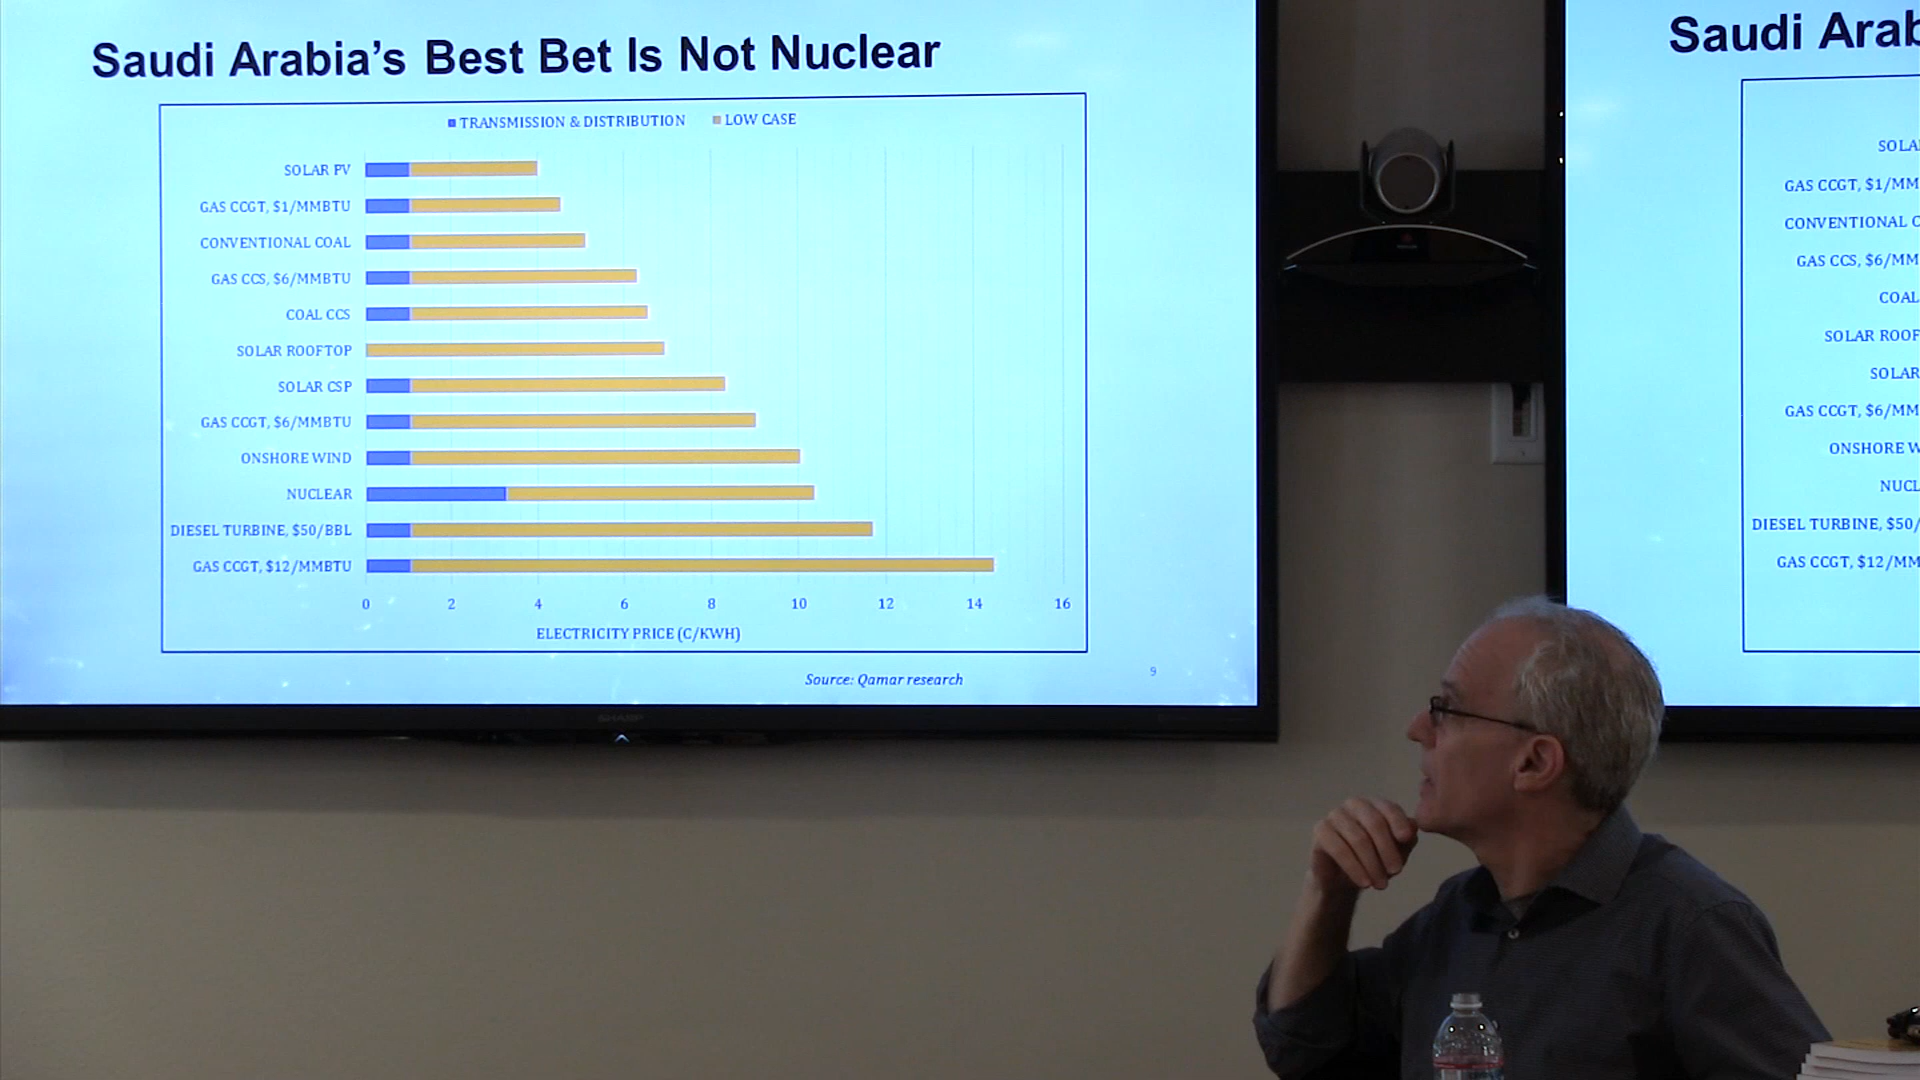 Saudi Arabia's Best Bet Is Not Nuclear
TRANSMISSION & DISTRIBUTION LOW CASE
SOLAR PV
GAS CCGT, $1/MMBTU
CONVENTIONAL COAL
GAS CCS, $6/MMBTU
COAL CCS
SOLAR ROOFTOP
SOLAR CSP
GAS CCGT, $6/MMBTU
ONSHORE WIND
NUCLEAR
DIESEL TURBINE, $50/BBL
GAS CCGT, $12/MMBTU
0 2 4 6 8 10 12 14 16
ELECTRICITY PRICE (C/KWH)
Source: Qamar research
9
SHARP
Saudi Arab
SOLA
GAS CCGT, $1/MM
CONVENTIONAL C
GAS CCS, $6/MM
COAL
SOLAR ROOF
SOLAR
GAS CCGT, $6/MM
ONSHORE W
NUCL
DIESEL TURBINE, $50/
GAS CCGT, $12/MM